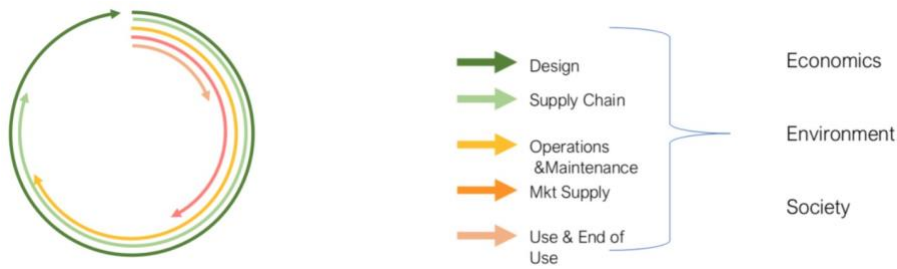 Design
Supply Chain
Operations
&Maintenance
Mkt Supply
Use & End of
Use
Economics
Environment
Society